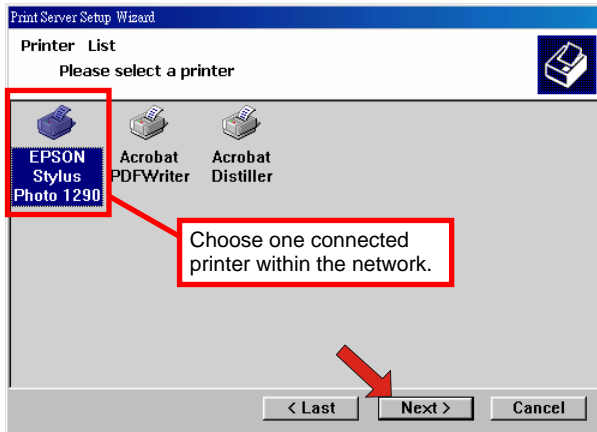 Print Server Setup Wizard
Printer List
Please select a printer
EPSON
Stylus
Photo 1290
Acrobat
PDFWriter
Acrobat
Distiller
Choose one connected
printer within the network.
< Last
Next >
Cancel